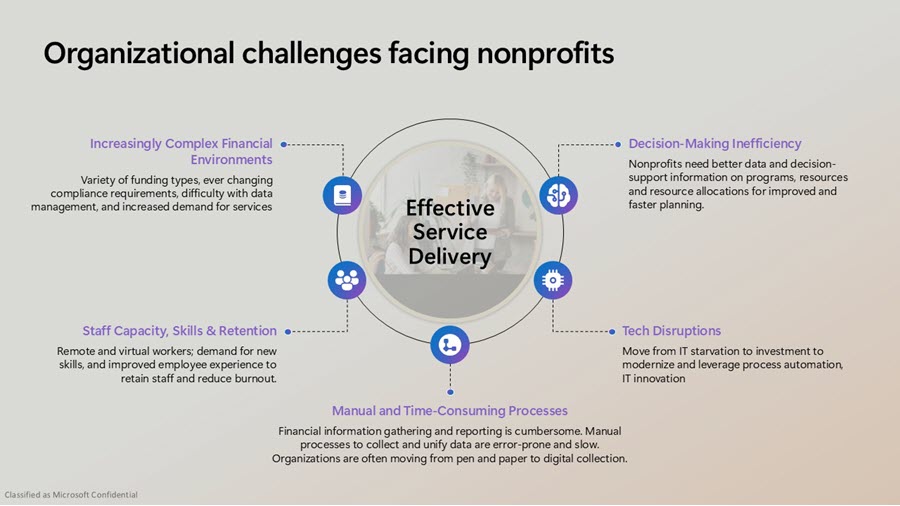 Organizational challenges facing nonprofits
Increasingly Complex Financial
Environments
Variety of funding types, ever changing
compliance requirements, difficulty with data
management, and increased demand for services
Decision-Making Inefficiency
Nonprofits need better data and decision-
support information on programs, resources
and resource allocations for improved and
faster planning.
Effective
Service
Delivery
Staff Capacity, Skills & Retention
Remote and virtual workers; demand for new
skills, and improved employee experience to
retain staff and reduce burnout.
Tech Disruptions
Move from IT starvation to investment to
modernize and leverage process automation,
IT innovation
Manual and Time-Consuming Processes
Financial information gathering and reporting is cumbersome. Manual
processes to collect and unify data are error-prone and slow.
Organizations are often moving from pen and paper to digital collection.
Classified as Microsoft Confidential